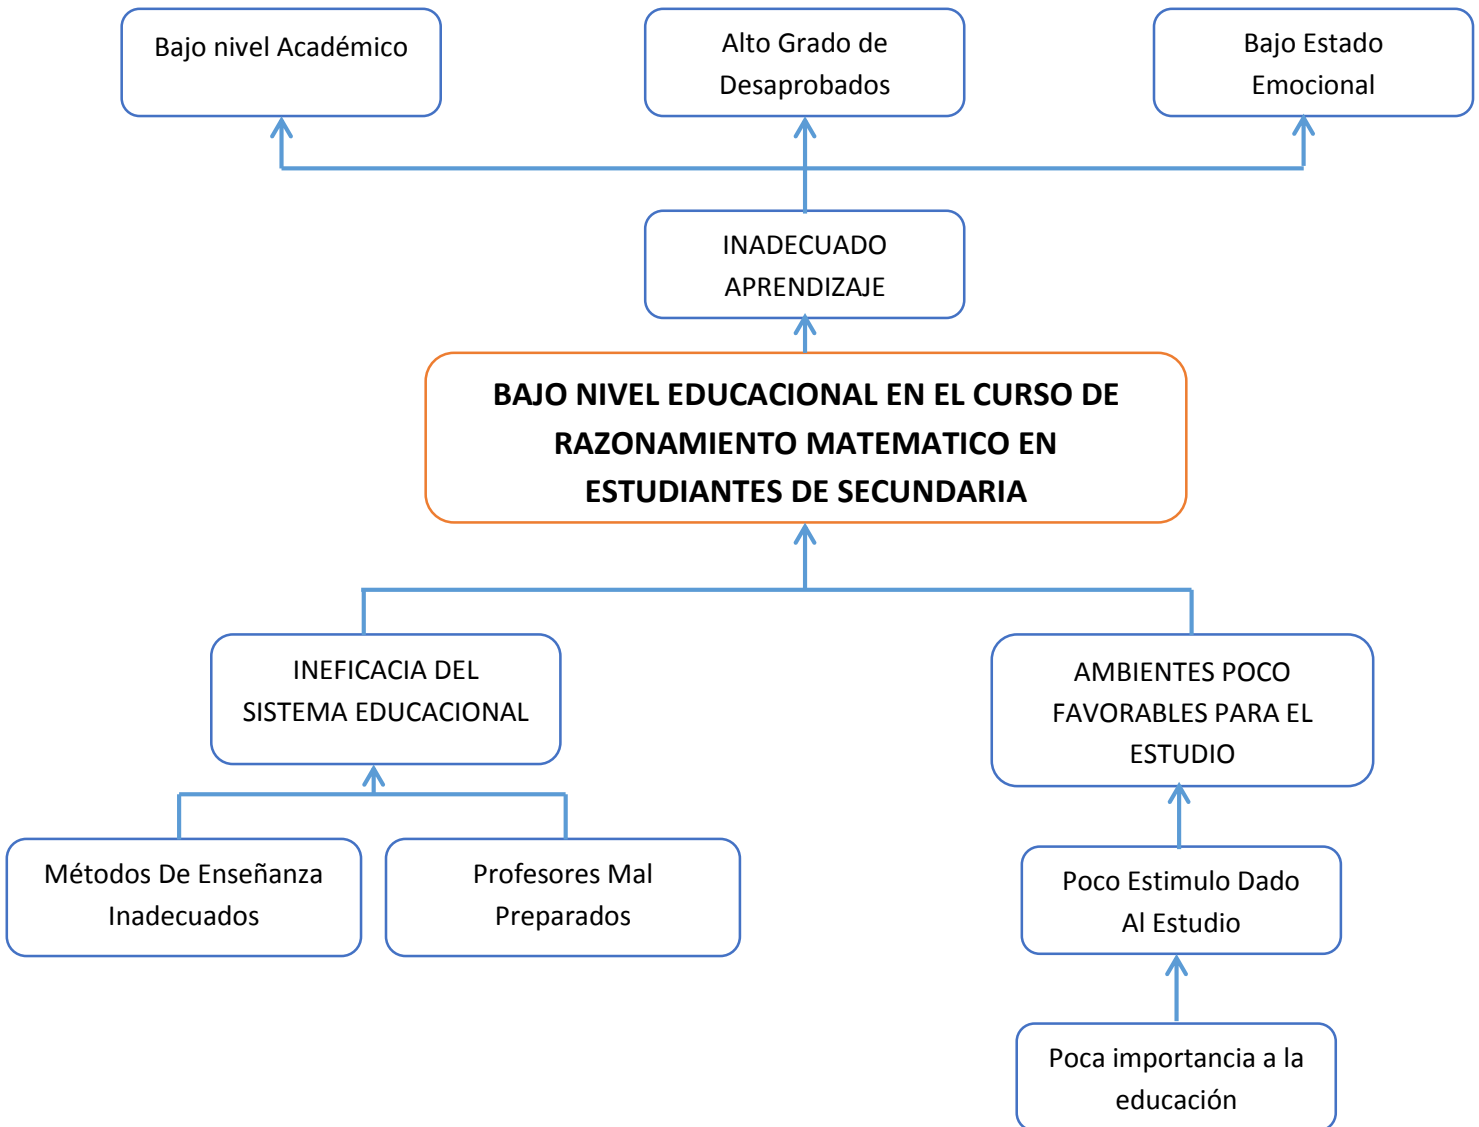 Bajo nivel Académico
Alto Grado de
Desaprobados
Bajo Estado
Emocional
INADECUADO
APRENDIZAJE
BAJO NIVEL EDUCACIONAL EN EL CURSO DE
RAZONAMIENTO MATEMATICO EN
ESTUDIANTES DE SECUNDARIA
INEFICACIA DEL
SISTEMA EDUCACIONAL
AMBIENTES POCO
FAVORABLES PARA EL
ESTUDIO
Métodos De Enseñanza
Inadecuados
Profesores Mal
Preparados
Poco Estimulo Dado
Al Estudio
Poca importancia a la
educación